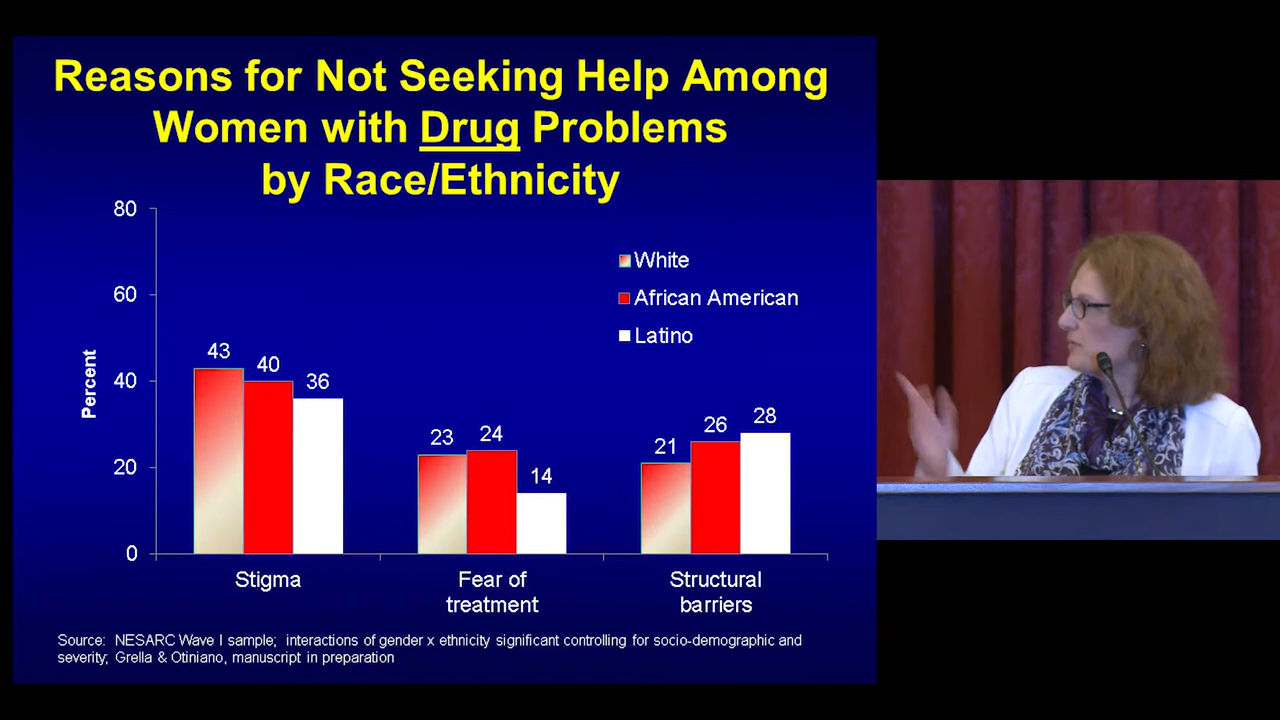 Reasons for Not Seeking Help Among
Women with Drug Problems
by Race/Ethnicity
80
60
40
20
0
Percent
White
African American
Latino
43
40
36
23
24
14
21
26
28
Stigma
Fear of
treatment
Structural
barriers
Source: NESARC Wave I sample; interactions of gender x ethnicity significant controlling for socio-demographic and
severity; Grella & Otiniano, manuscript in preparation